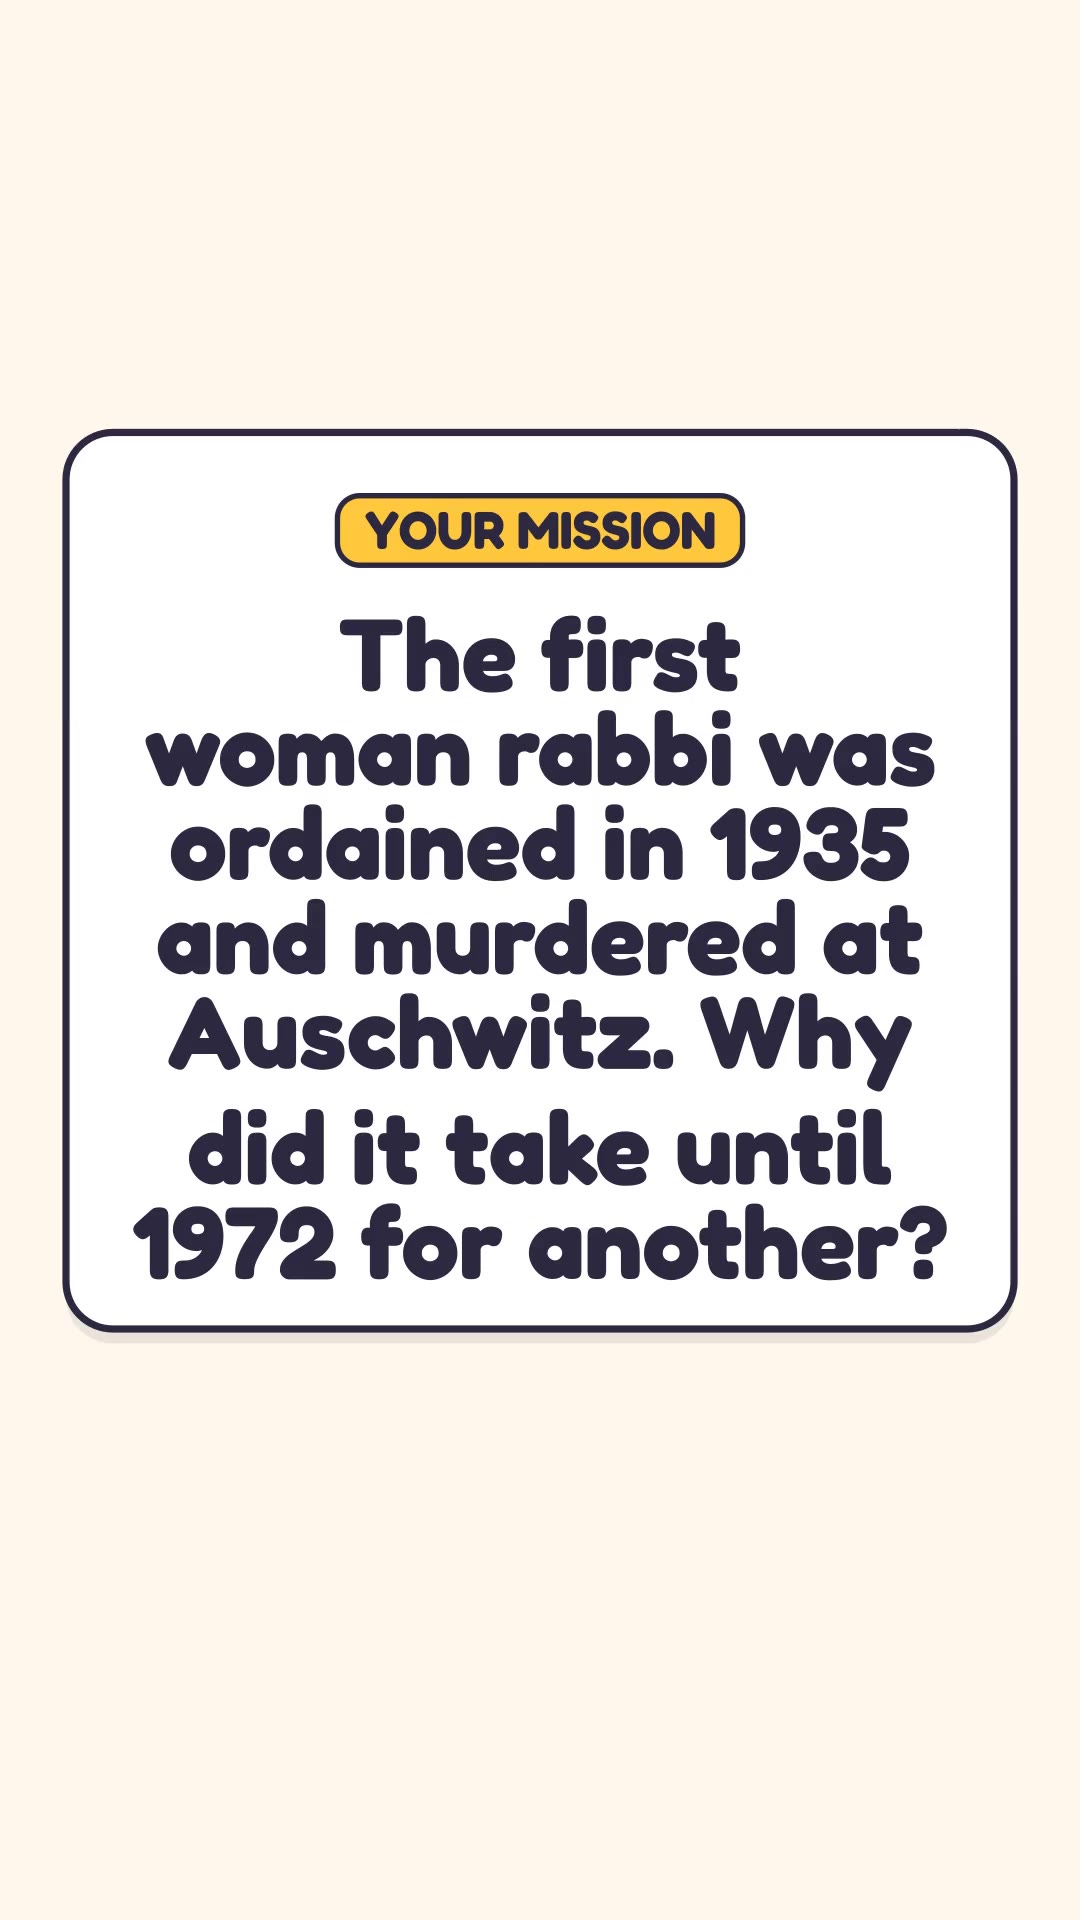 YOUR MISSION
The first
woman rabbi was
ordained in 1935
and murdered at
Auschwitz. Why
did it take until
1972 for another?